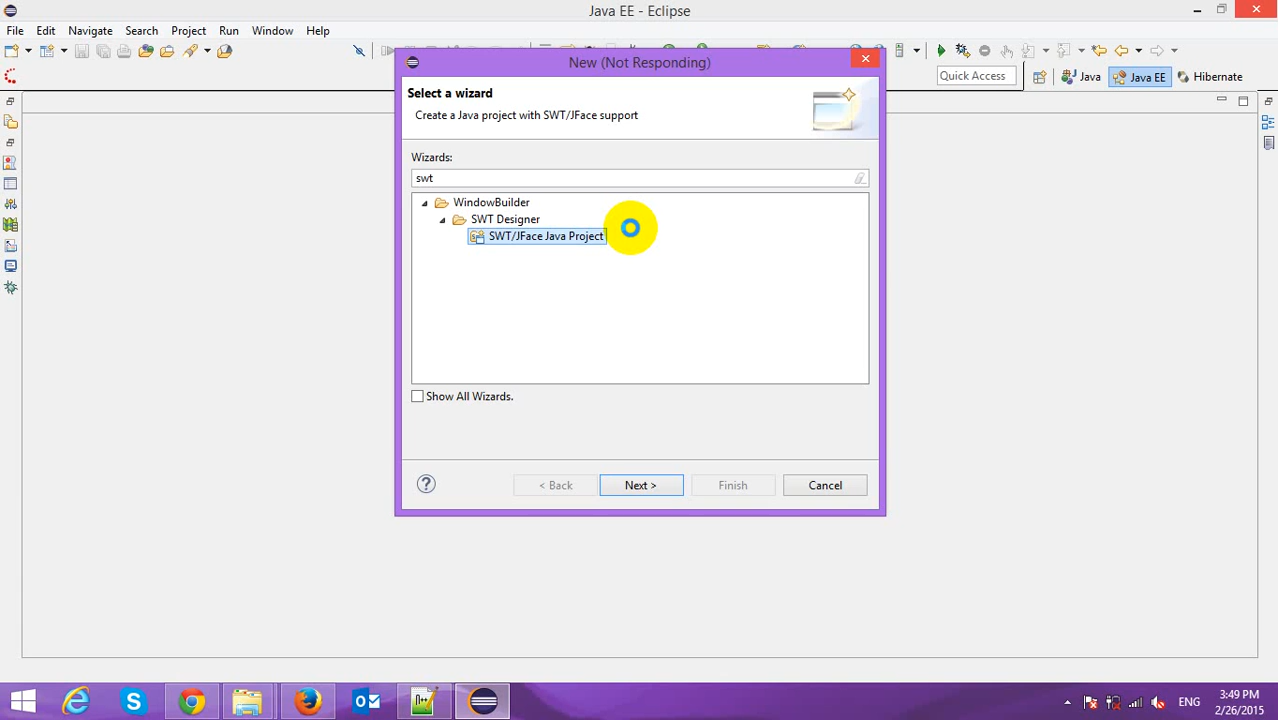 Java EE - Eclipse
File Edit Navigate Search Project Run Window Help
New (Not Responding)
Quick Access
Java
Java EE
Hibernate
Select a wizard
Create a Java project with SWT/JFace support
Wizards:
swt
WindowBuilder
SWT Designer
SWT/JFace Java Project
Show All Wizards.
< Back
Next >
Finish
Cancel
ENG
3:49 PM
2/26/2015